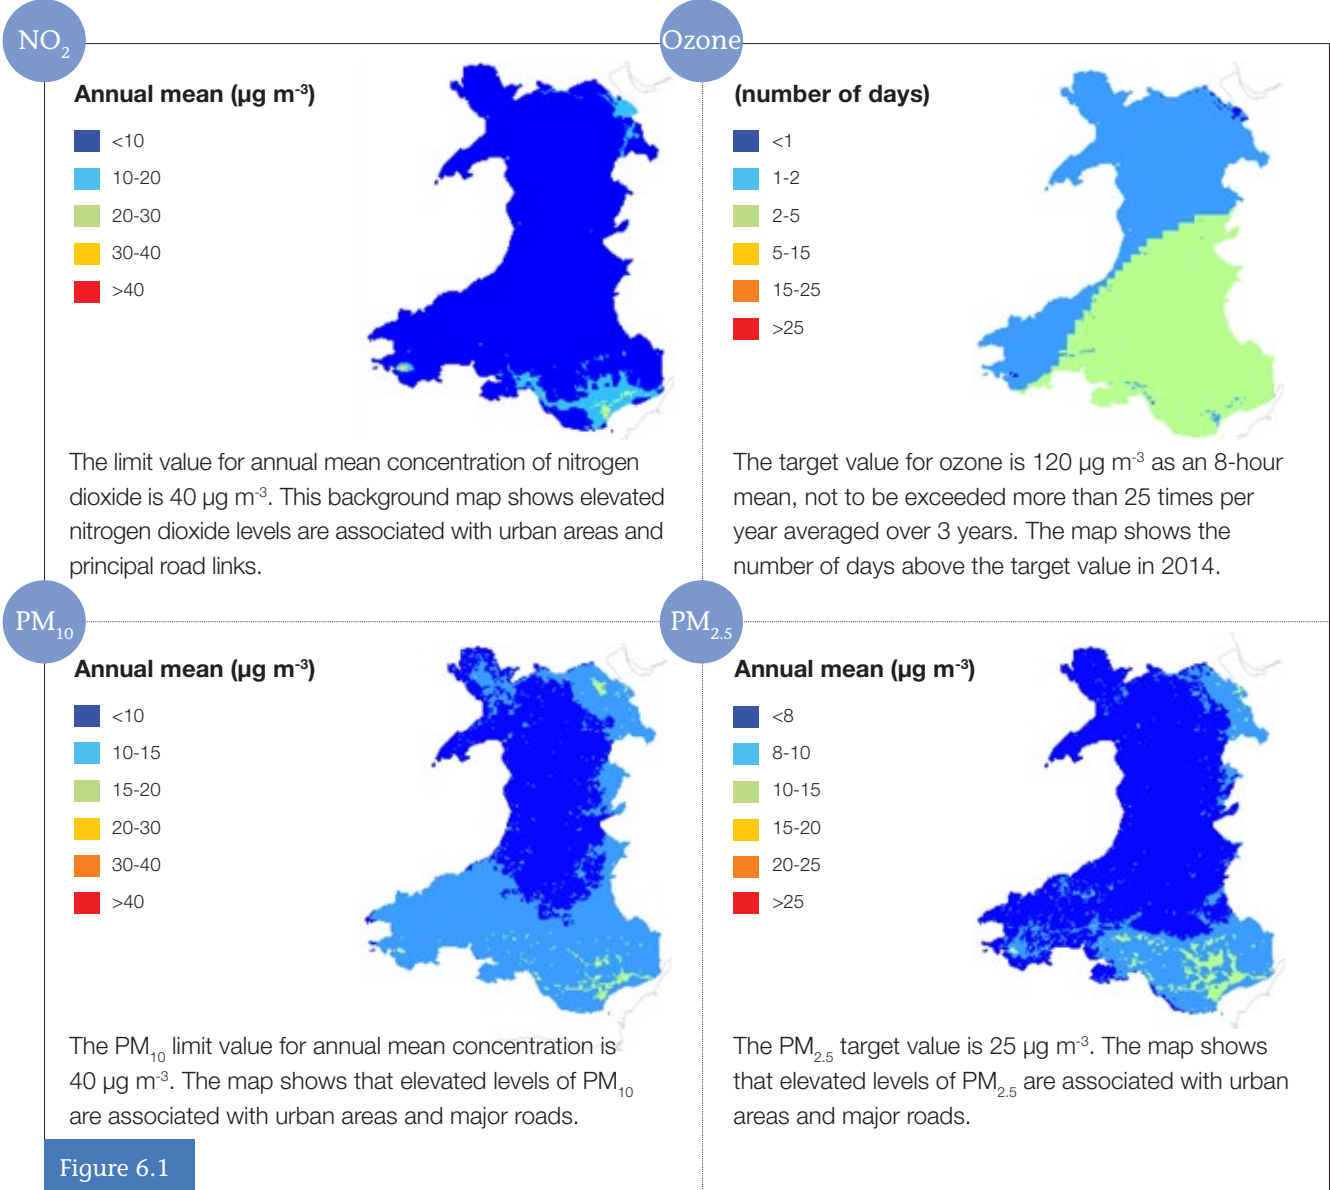 NO2
Annual mean (µg m-3)
<10
10-20
20-30
30-40
>40
The limit value for annual mean concentration of nitrogen
dioxide is 40 µg m-3. This background map shows elevated
nitrogen dioxide levels are associated with urban areas and
principal road links.
Ozone
(number of days)
<1
1-2
2-5
5-15
15-25
>25
The target value for ozone is 120 µg m-3 as an 8-hour
mean, not to be exceeded more than 25 times per
year averaged over 3 years. The map shows the
number of days above the target value in 2014.
PM10
Annual mean (µg m-3)
<10
10-15
15-20
20-30
30-40
>40
The PM10 limit value for annual mean concentration is
40 µg m-3. The map shows that elevated levels of PM10
are associated with urban areas and major roads.
PM2.5
Annual mean (µg m-3)
<8
8-10
10-15
15-20
20-25
>25
The PM2.5 target value is 25 µg m-3. The map shows
that elevated levels of PM2.5 are associated with urban
areas and major roads.
Figure 6.1